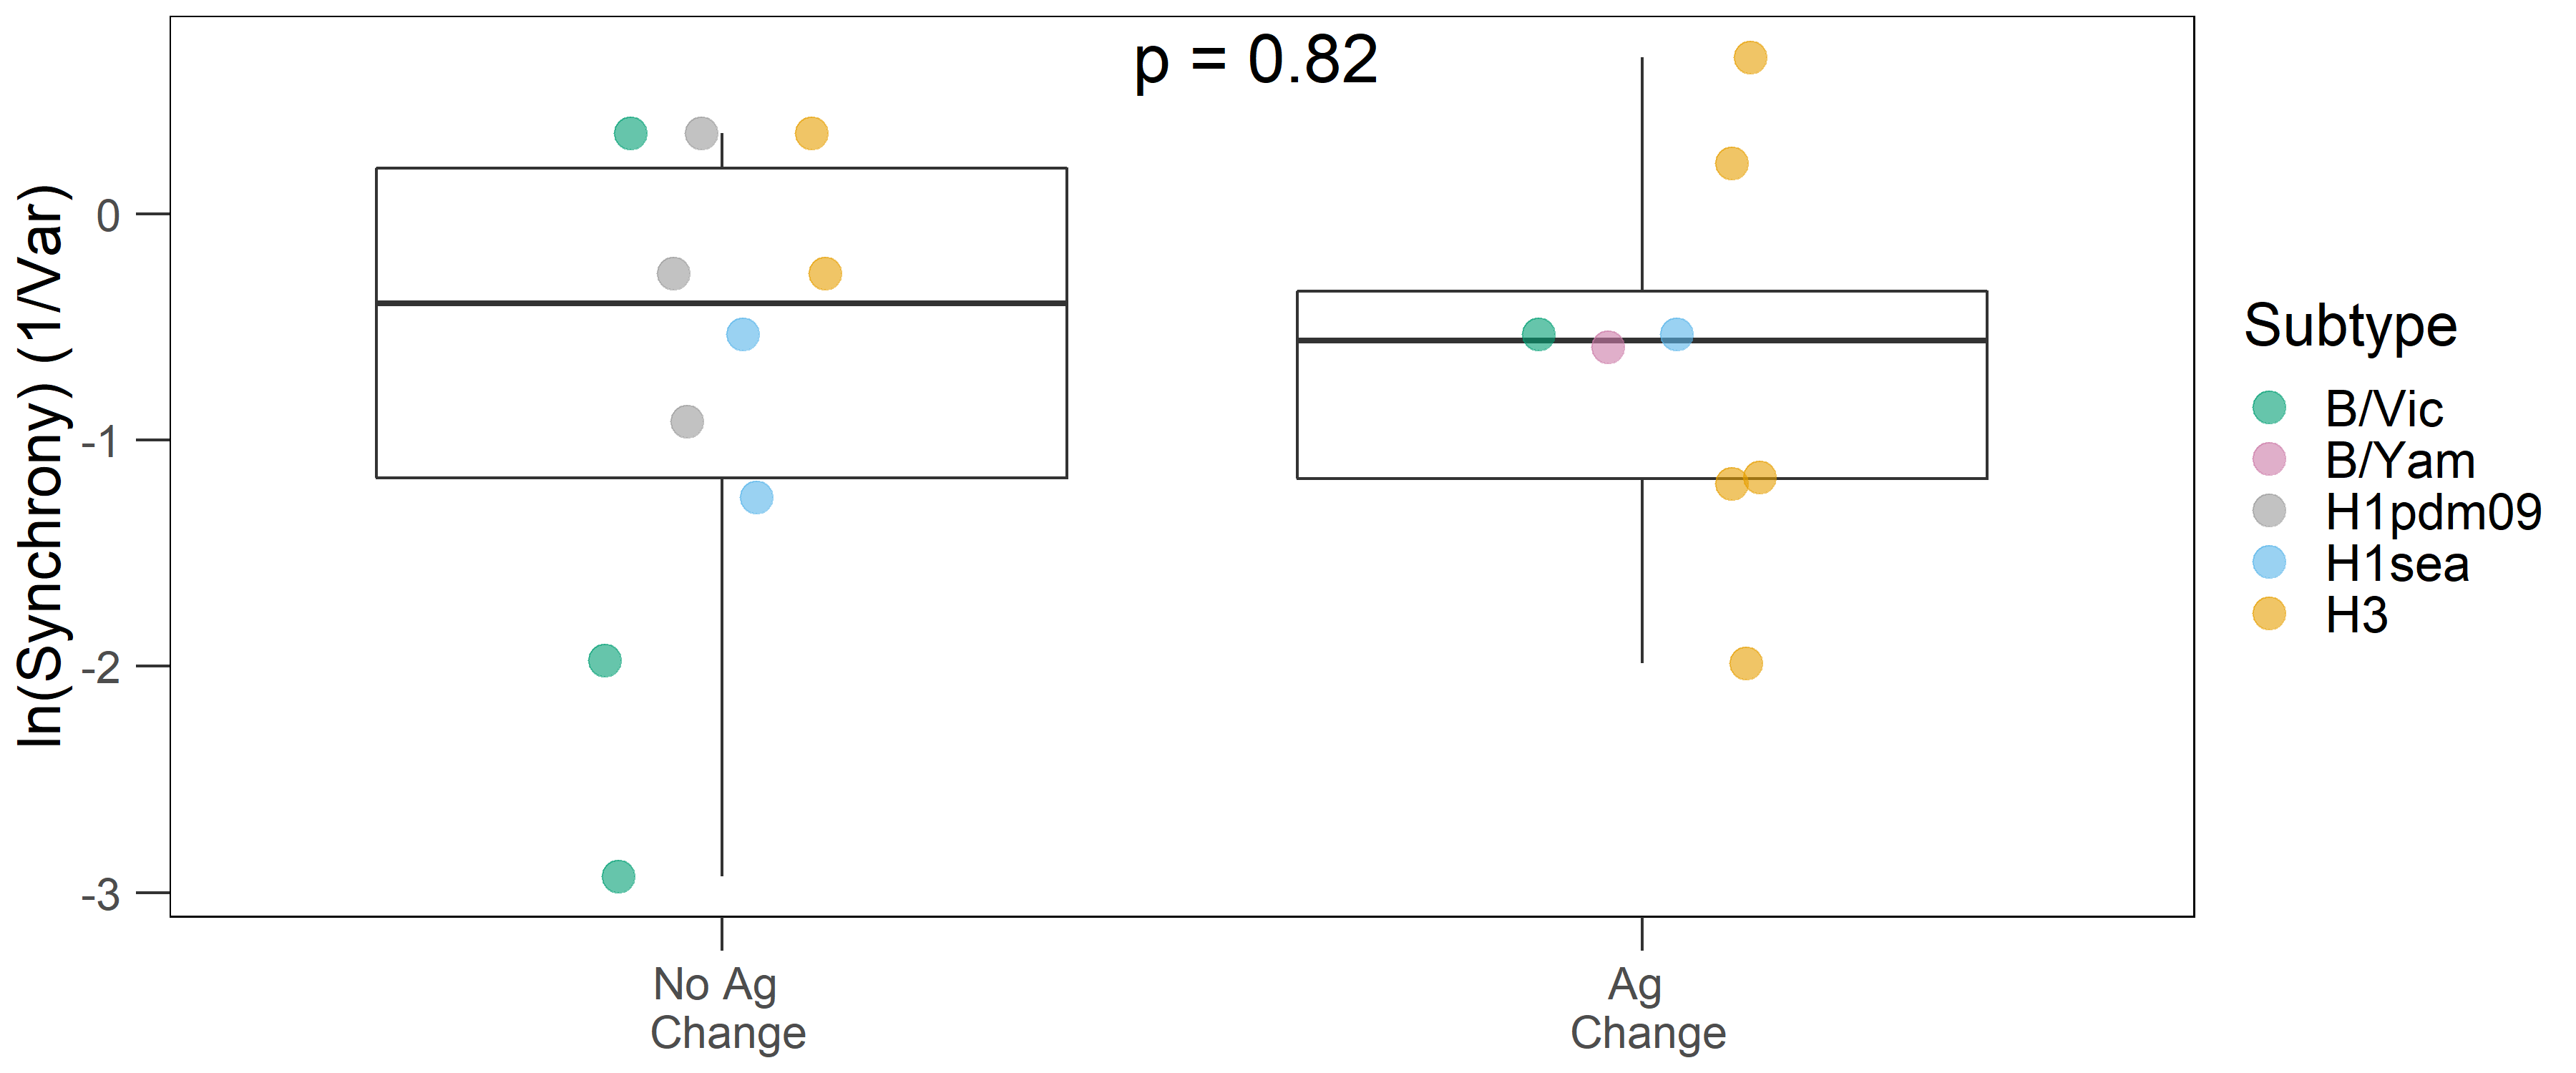 p = 0.82
ln(Synchrony) (1/Var)
0
-1
-2
-3
No Ag
Change
Ag
Change
Subtype
B/Vic
B/Yam
H1pdm09
H1sea
H3